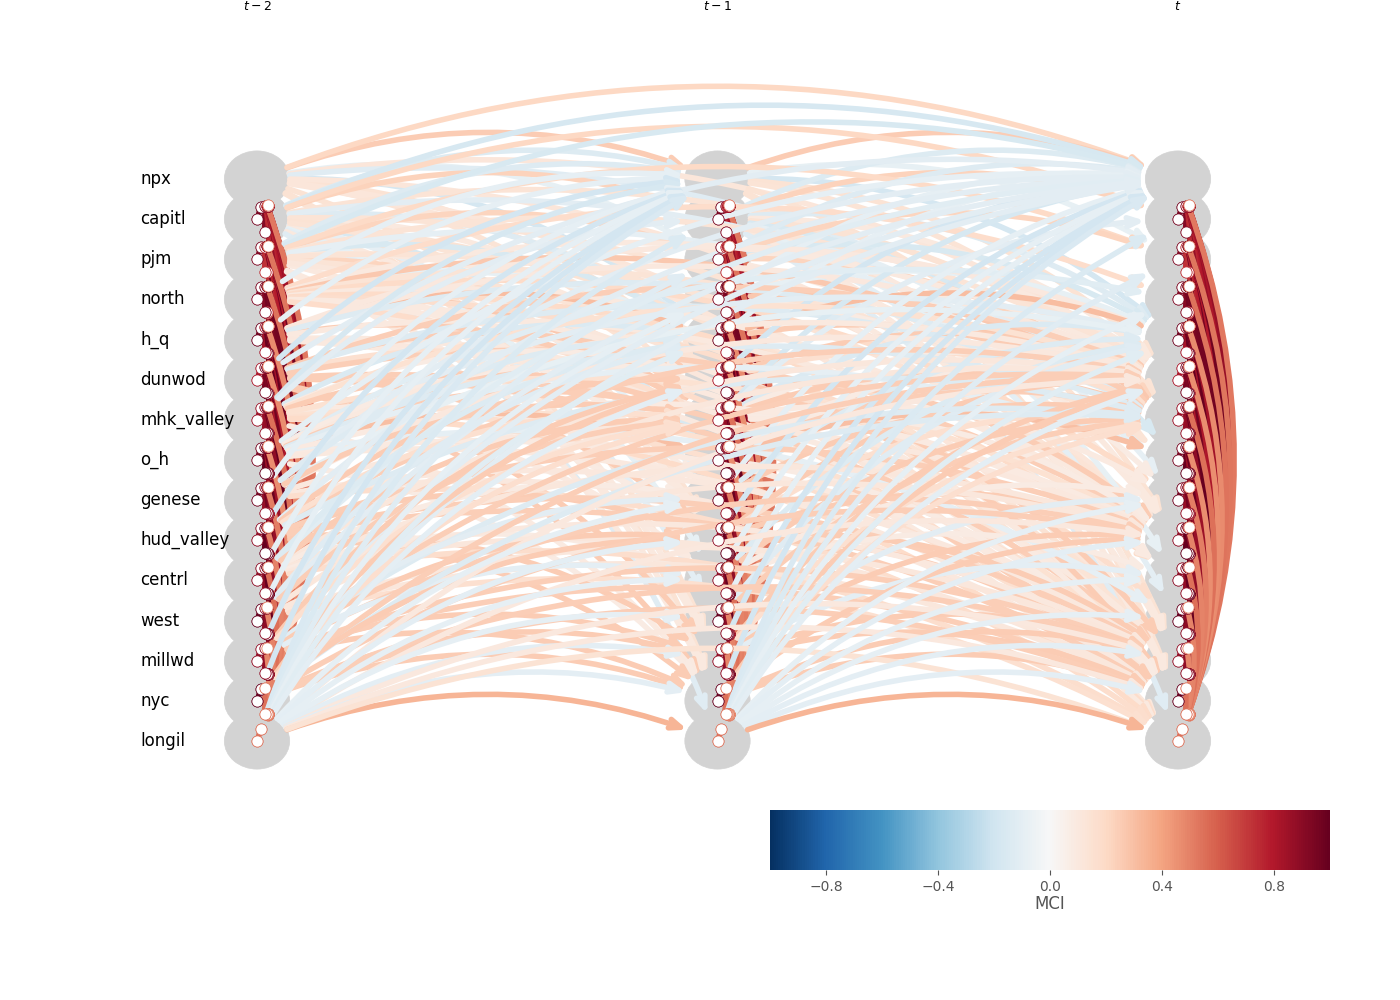 t − 2 t − 1 t
npx
capitl
pjm
north
h_q
dunwod
mhk_valley
o_h
genese
hud_valley
centrl
west
millwd
nyc
longil
−0.8 −0.4 0.0 0.4 0.8
MCI